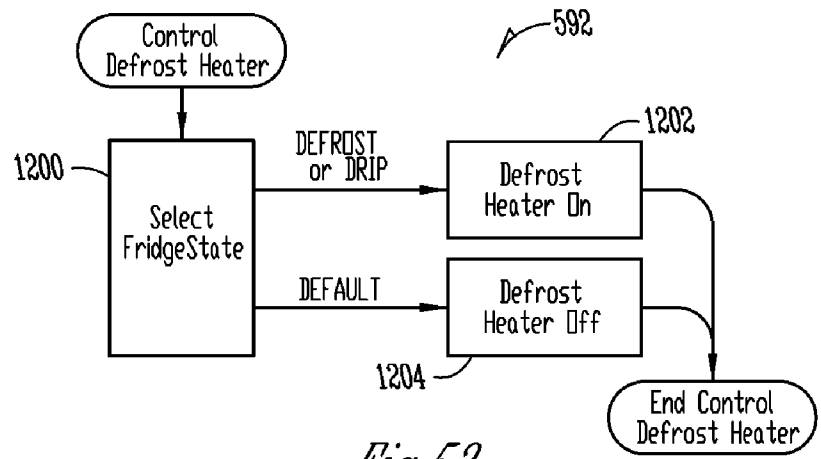 Control
Defrost Heater
592
1200
Select
FridgeState
DEFROST
or DRIP
1202
Defrost
Heater On
DEFAULT
Defrost
Heater Off
1204
End Control
Defrost Heater